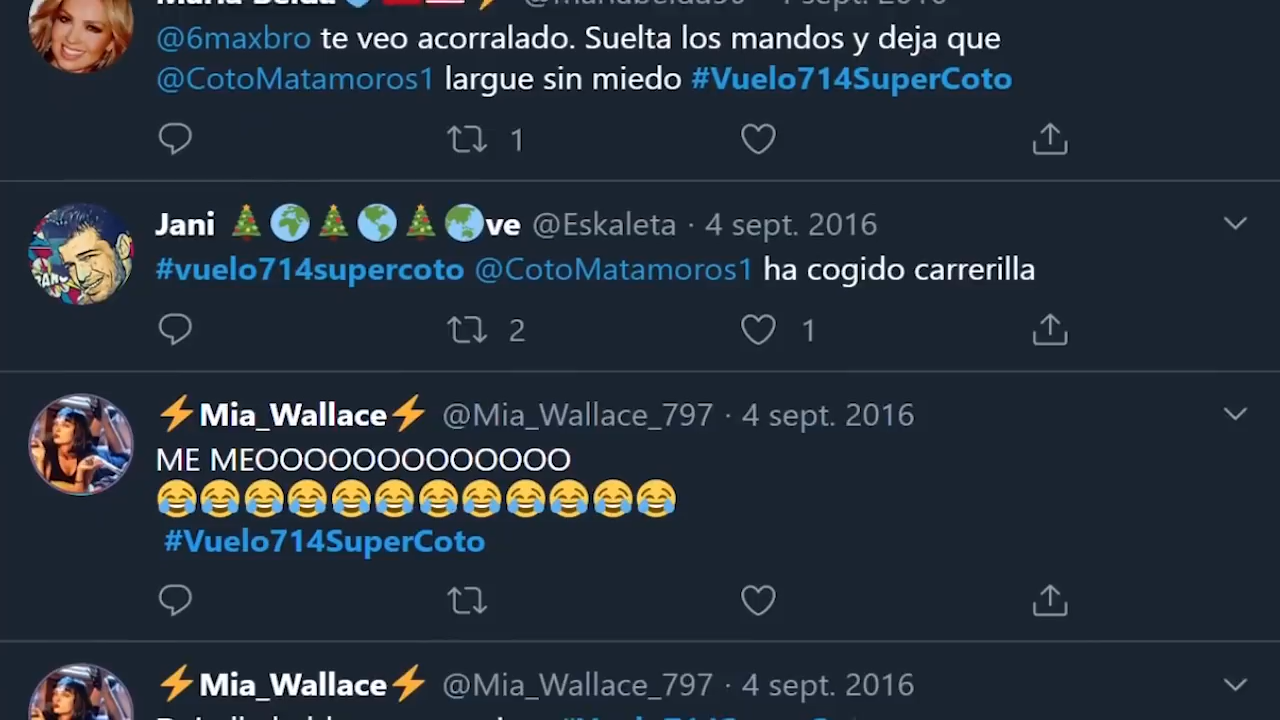 @6maxbro te veo acorralado. Suelta los mandos y deja que
@CotoMatamoros1 largue sin miedo #Vuelo714SuperCoto
1
Jani 🎄🌍🎄🌎🎄🌏ve @Eskaleta · 4 sept. 2016
#vuelo714supercoto @CotoMatamoros1 ha cogido carrerilla
2 1
⚡Mia_Wallace⚡ @Mia_Wallace_797 · 4 sept. 2016
ME MEOOOOOOOOOOOOO
😂😂😂😂😂😂😂😂😂😂😂😂
#Vuelo714SuperCoto
⚡Mia_Wallace⚡ @Mia_Wallace_797 · 4 sept. 2016